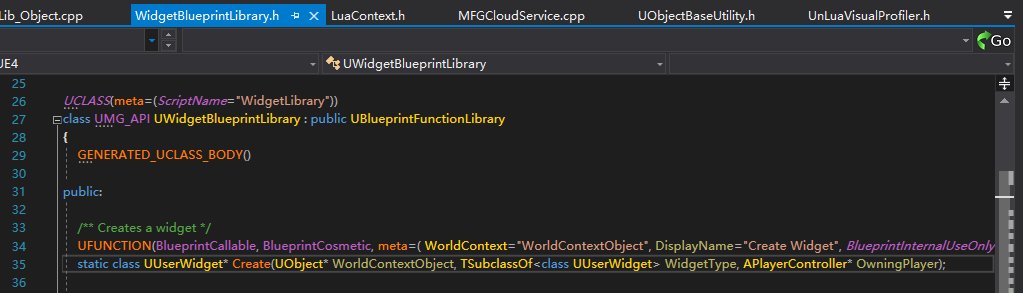 Lib_Object.cpp WidgetBlueprintLibrary.h LuaContext.h MFGCloudService.cpp UObjectBaseUtility.h UnLuaVisualProfiler.h
Go
UE4 UWidgetBlueprintLibrary
25
26 UCLASS(meta=(ScriptName="WidgetLibrary"))
27 class UMG_API UWidgetBlueprintLibrary : public UBlueprintFunctionLibrary
28 {
29 GENERATED_UCLASS_BODY()
30
31 public:
32
33 /** Creates a widget */
34 UFUNCTION(BlueprintCallable, BlueprintCosmetic, meta=( WorldContext="WorldContextObject", DisplayName="Create Widget", BlueprintInternalUseOnly
35 static class UUserWidget* Create(UObject* WorldContextObject, TSubclassOf<class UUserWidget> WidgetType, APlayerController* OwningPlayer);
36